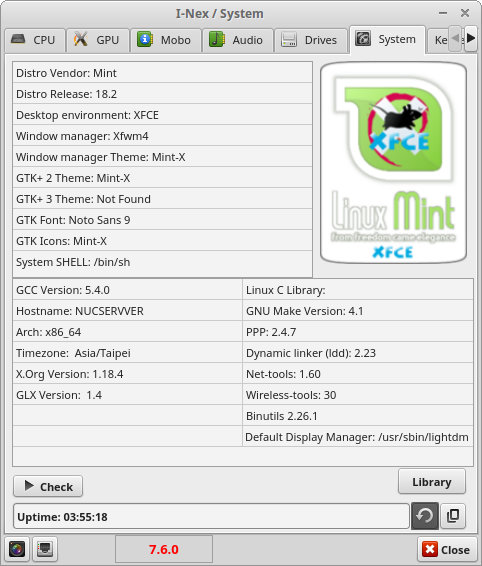 I-Nex / System
CPU GPU Mobo Audio Drives System
Distro Vendor: Mint
Distro Release: 18.2
Desktop environment: XFCE
Window manager: Xfwm4
Window manager Theme: Mint-X
GTK+ 2 Theme: Mint-X
GTK+ 3 Theme: Not Found
GTK Font: Noto Sans 9
GTK Icons: Mint-X
System SHELL: /bin/sh
XFCE
Linux Mint
from freedom came elegance
XFCE
GCC Version: 5.4.0 Linux C Library:
Hostname: NUCSERVVER GNU Make Version: 4.1
Arch: x86_64 PPP: 2.4.7
Timezone: Asia/Taipei Dynamic linker (ldd): 2.23
X.Org Version: 1.18.4 Net-tools: 1.60
GLX Version: 1.4 Wireless-tools: 30
Binutils 2.26.1
Default Display Manager: /usr/sbin/lightdm
Check Library
Uptime: 03:55:18
7.6.0 Close